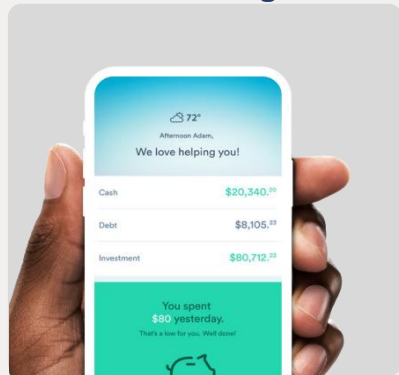 72°
Afternoon Adam,
We love helping you!
Cash $20,340.²⁰
Debt $8,105.²³
Investment $80,712.²³
You spent
$80 yesterday.
That's a low for you. Well done!